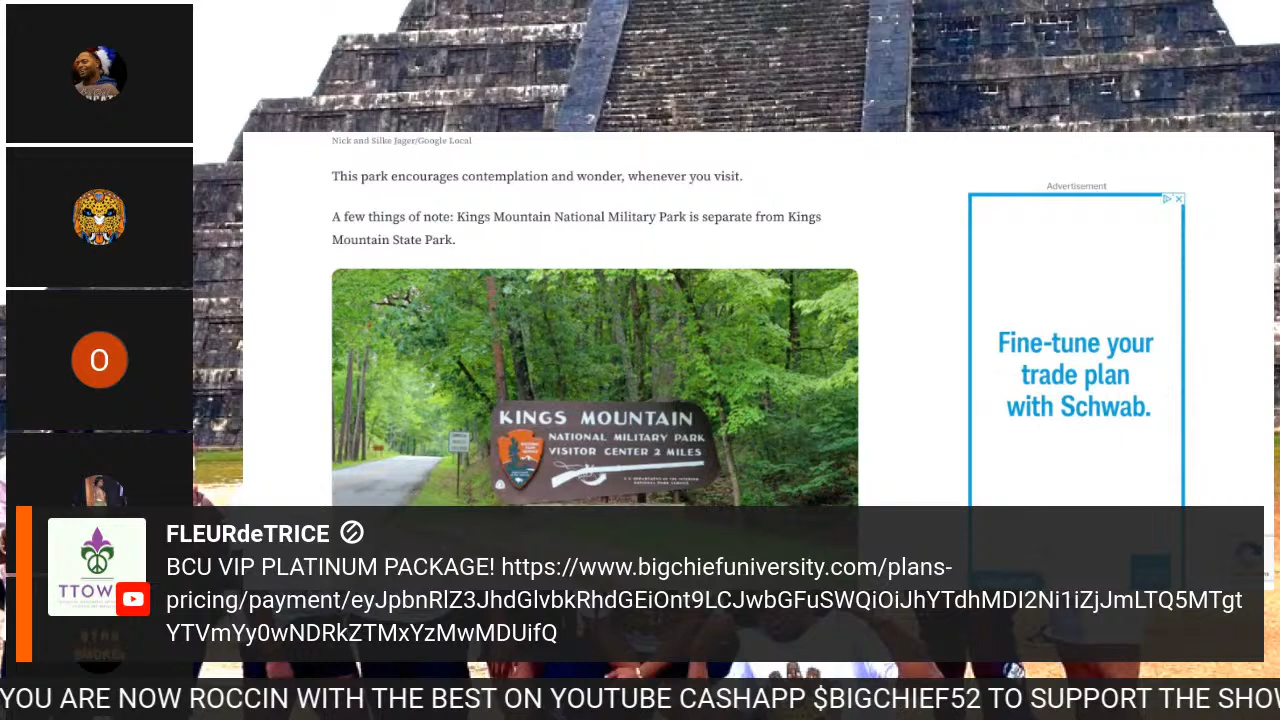 Nick and Silke Jager/Google Local
This park encourages contemplation and wonder, whenever you visit.
A few things of note: Kings Mountain National Military Park is separate from Kings
Mountain State Park.
Advertisement
Fine-tune your
trade plan
with Schwab.
KINGS MOUNTAIN
NATIONAL MILITARY PARK
VISITOR CENTER 2 MILES
O
FLEURdeTRICE
BCU VIP PLATINUM PACKAGE! https://www.bigchiefuniversity.com/plans-
pricing/payment/eyJpbnRlZ3JhdGlvbkRhdGEiOnt9LCJwbGFuSWQiOiJhYTdhMDI2Ni1iZjJmLTQ5MTgt
YTVmYy0wNDRkZTMxYzMwMDUifQ
TTOW
YOU ARE NOW ROCCIN WITH THE BEST ON YOUTUBE CASHAPP $BIGCHIEF52 TO SUPPORT THE SHOW